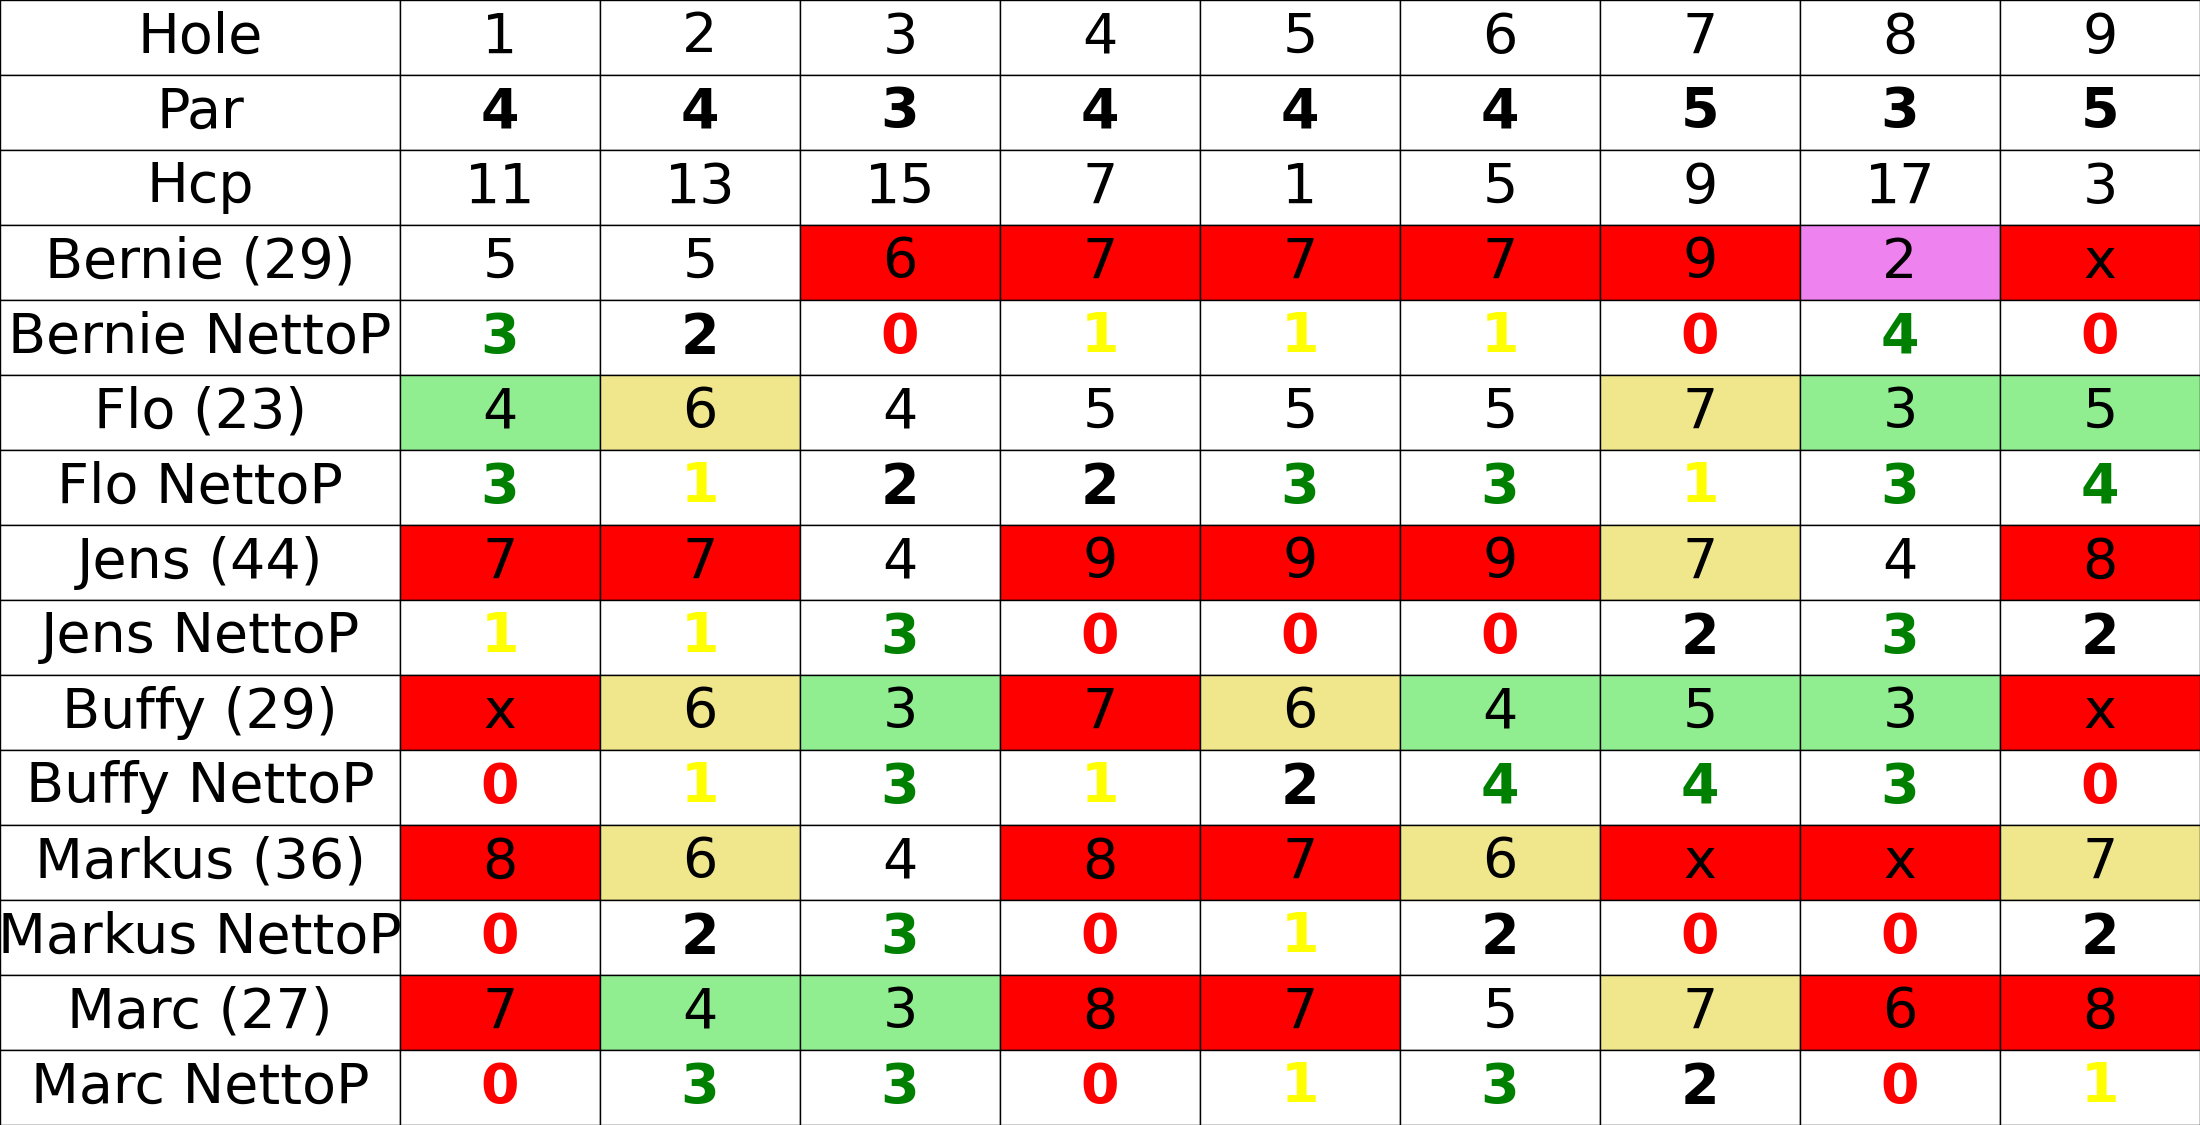 Hole 1 2 3 4 5 6 7 8 9
Par 4 4 3 4 4 4 5 3 5
Hcp 11 13 15 7 1 5 9 17 3
Bernie (29) 5 5 6 7 7 7 9 2 x
Bernie NettoP 3 2 0 1 1 1 0 4 0
Flo (23) 4 6 4 5 5 5 7 3 5
Flo NettoP 3 1 2 2 3 3 1 3 4
Jens (44) 7 7 4 9 9 9 7 4 8
Jens NettoP 1 1 3 0 0 0 2 3 2
Buffy (29) x 6 3 7 6 4 5 3 x
Buffy NettoP 0 1 3 1 2 4 4 3 0
Markus (36) 8 6 4 8 7 6 x x 7
Markus NettoP 0 2 3 0 1 2 0 0 2
Marc (27) 7 4 3 8 7 5 7 6 8
Marc NettoP 0 3 3 0 1 3 2 0 1